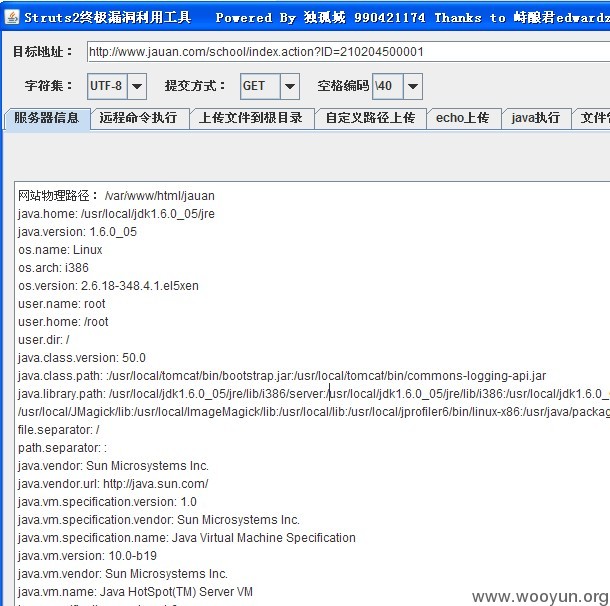 Struts2终极漏洞利用工具 Powered By 独孤城 990421174 Thanks to 峙酿君edwardz
目标地址： http://www.jauan.com/school/index.action?ID=210204500001
字符集： UTF-8 提交方式： GET 空格编码 \40
服务器信息 远程命令执行 上传文件到根目录 自定义路径上传 echo上传 java执行 文件管
网站物理路径： /var/www/html/jauan
java.home: /usr/local/jdk1.6.0_05/jre
java.version: 1.6.0_05
os.name: Linux
os.arch: i386
os.version: 2.6.18-348.4.1.el5xen
user.name: root
user.home: /root
user.dir: /
java.class.version: 50.0
java.class.path: :/usr/local/tomcat/bin/bootstrap.jar:/usr/local/tomcat/bin/commons-logging-api.jar
java.library.path: /usr/local/jdk1.6.0_05/jre/lib/i386/server:/usr/local/jdk1.6.0_05/jre/lib/i386:/usr/local/jdk1.6.0_
/usr/local/JMagick/lib:/usr/local/ImageMagick/lib:/usr/local/lib:/usr/local/jprofiler6/bin/linux-x86:/usr/java/packag
file.separator: /
path.separator: :
java.vendor: Sun Microsystems Inc.
java.vendor.url: http://java.sun.com/
java.vm.specification.version: 1.0
java.vm.specification.vendor: Sun Microsystems Inc.
java.vm.specification.name: Java Virtual Machine Specification
java.vm.version: 10.0-b19
java.vm.vendor: Sun Microsystems Inc.
java.vm.name: Java HotSpot(TM) Server VM
www.wooyun.org